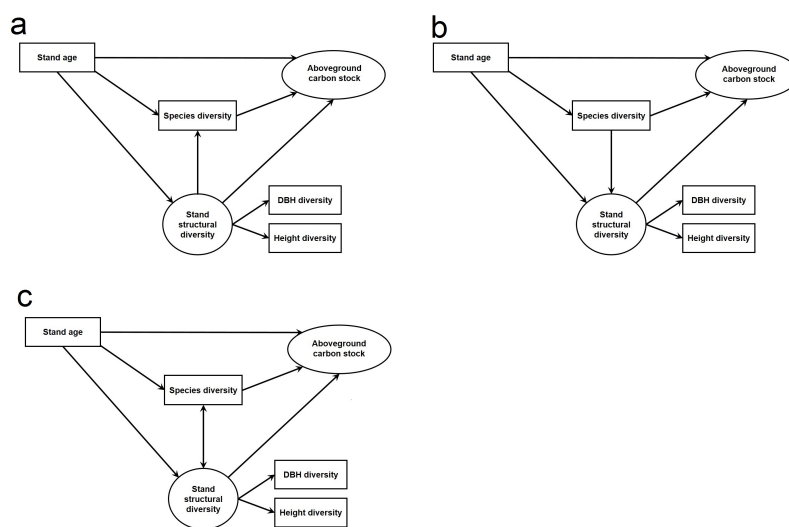 a
Stand age
Aboveground
carbon stock
Species diversity
Stand
structural
diversity
DBH diversity
Height diversity
b
Stand age
Aboveground
carbon stock
Species diversity
Stand
structural
diversity
DBH diversity
Height diversity
c
Stand age
Aboveground
carbon stock
Species diversity
Stand
structural
diversity
DBH diversity
Height diversity